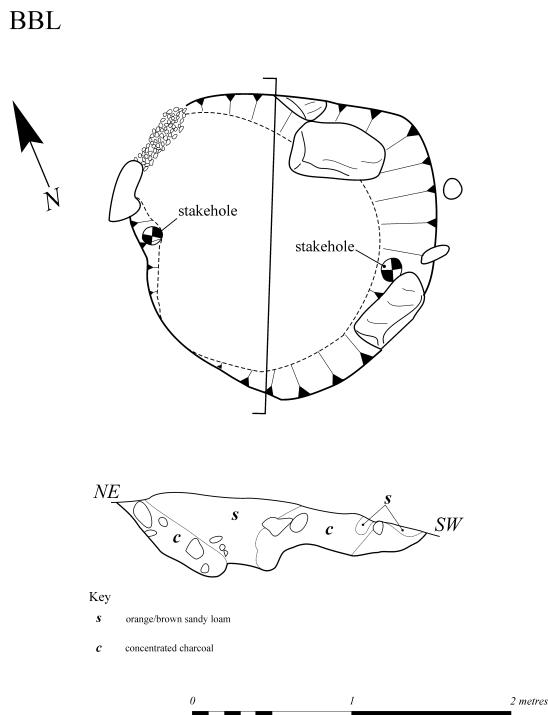 BBL
N
stakehole
stakehole
NE
s
s
c
c
SW
Key
s orange/brown sandy loam
c concentrated charcoal
0 1 2 metres